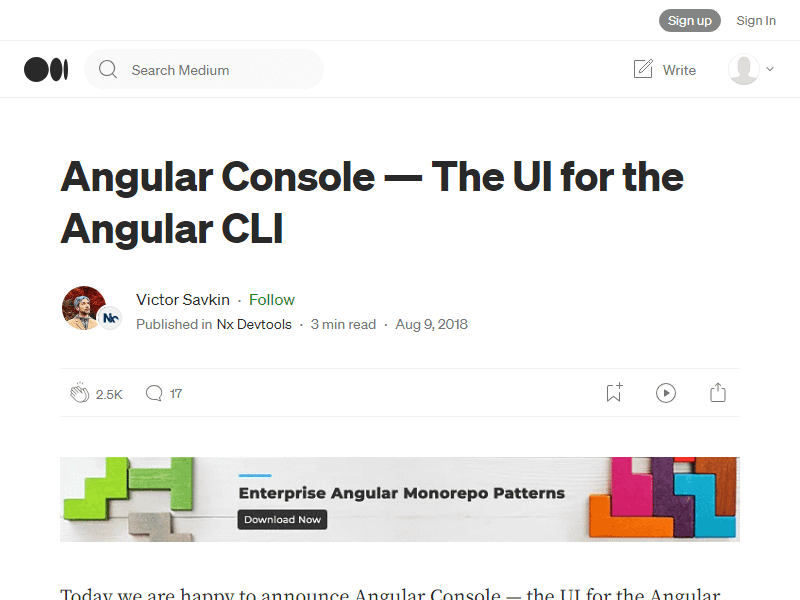 Sign up
Sign In
Search Medium
Write
Angular Console — The UI for the
Angular CLI
Victor Savkin · Follow
Published in Nx Devtools · 3 min read · Aug 9, 2018
2.5K
17
Enterprise Angular Monorepo Patterns
Download Now
Today we are happy to announce Angular Console — the UI for the Angular